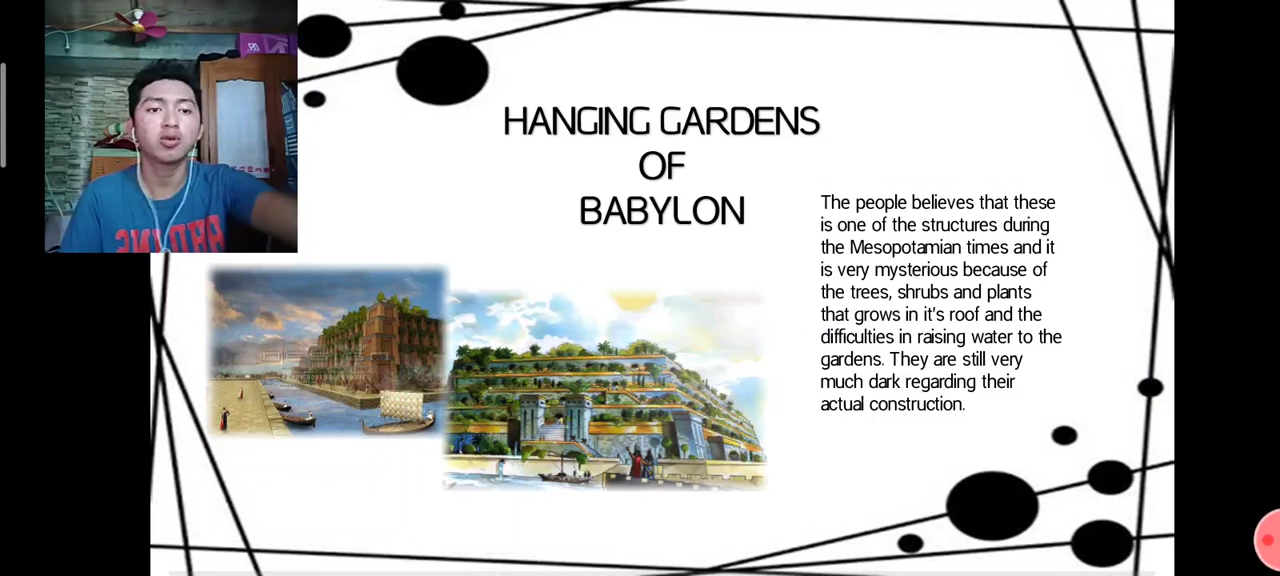 HANGING GARDENS
OF
BABYLON
The people believes that these
is one of the structures during
the Mesopotamian times and it
is very mysterious because of
the trees, shrubs and plants
that grows in it's roof and the
difficulties in raising water to the
gardens. They are still very
much dark regarding their
actual construction.